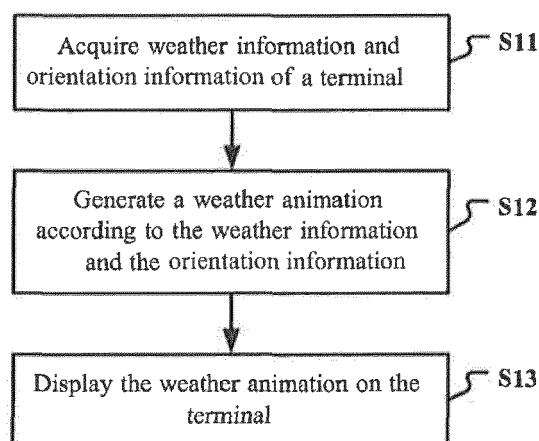 Acquire weather information and
orientation information of a terminal
S11
Generate a weather animation
according to the weather information
and the orientation information
S12
Display the weather animation on the
terminal
S13